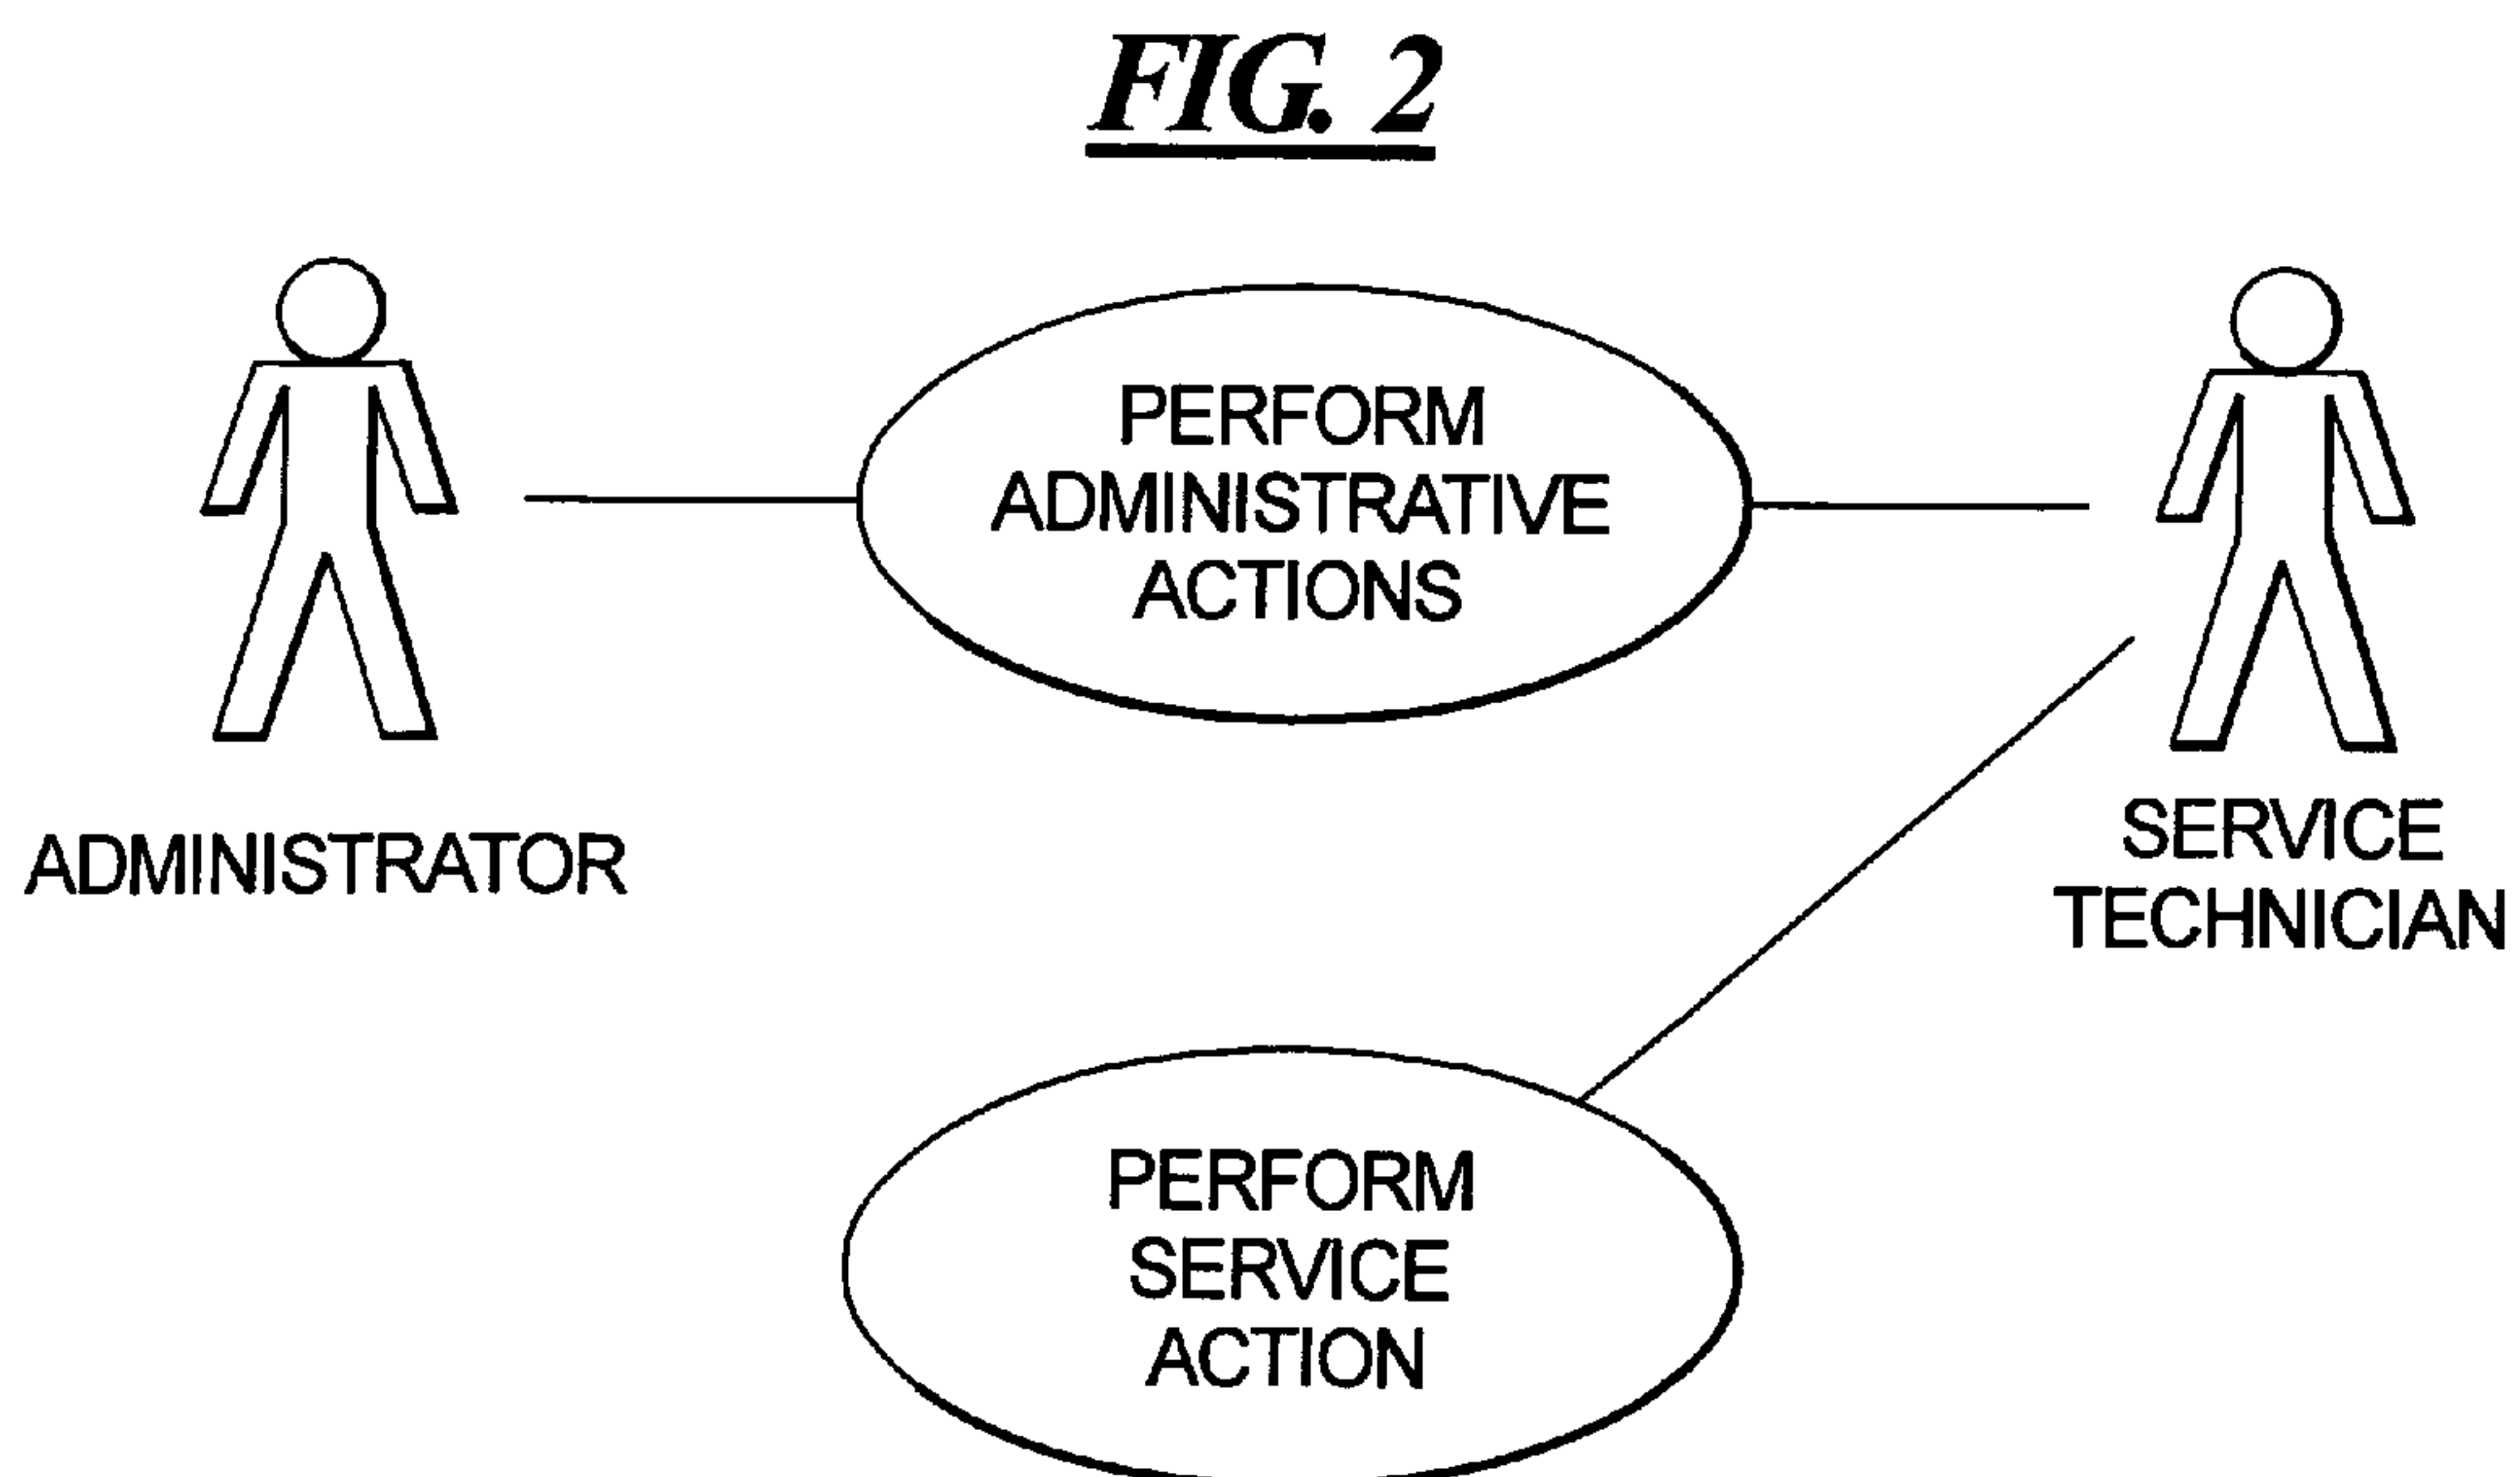 FIG. 2
PERFORM
ADMINISTRATIVE
ACTIONS
ADMINISTRATOR
SERVICE
TECHNICIAN
PERFORM
SERVICE
ACTION